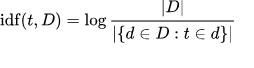 idf(t, D) = log |D| / |{d ∈ D : t ∈ d}|